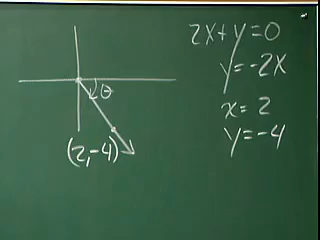 2x+y=0
y=-2x
x=2
y=-4
θ
(2,-4)